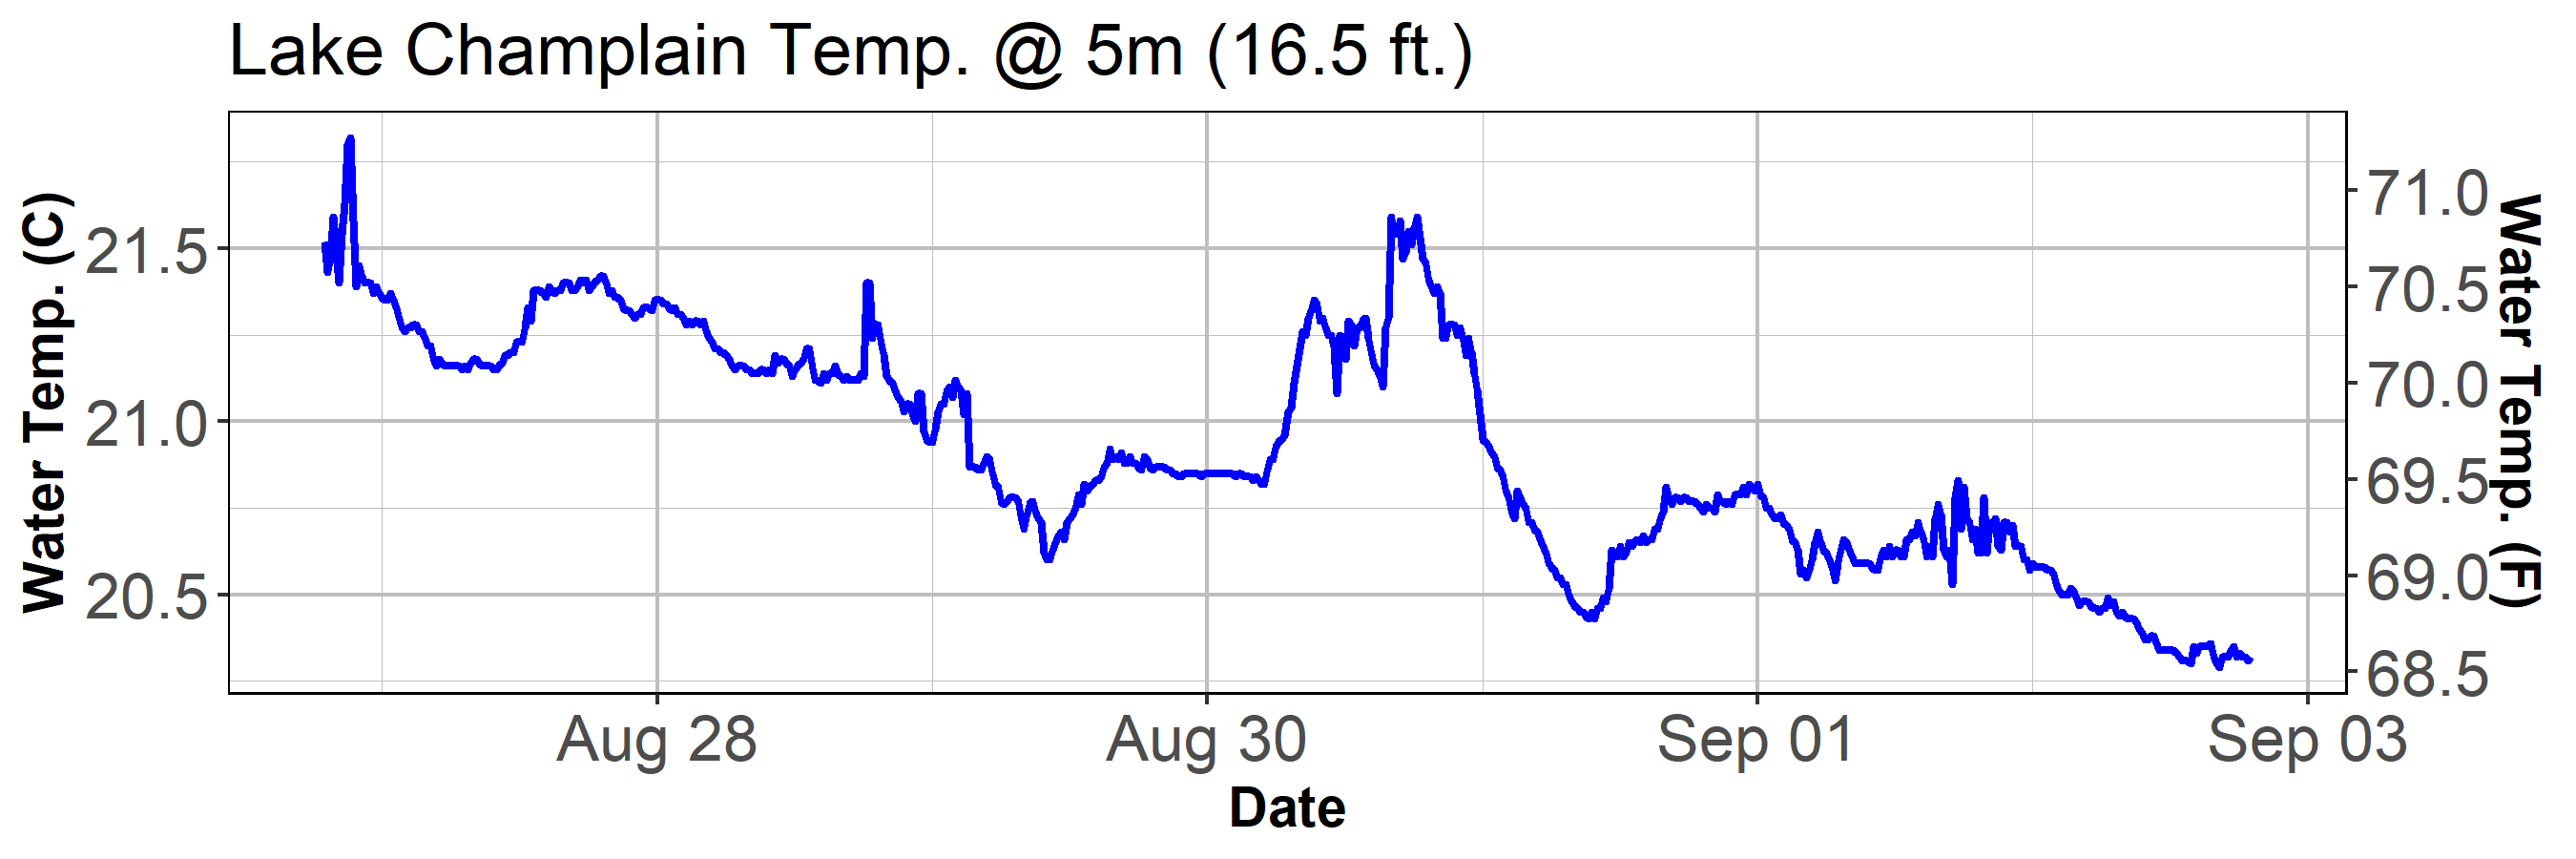 Lake Champlain Temp. @ 5m (16.5 ft.)
Water Temp. (C)
21.5
21.0
20.5
71.0
70.5
70.0
69.5
69.0
68.5
Water Temp. (F)
Aug 28
Aug 30
Sep 01
Sep 03
Date